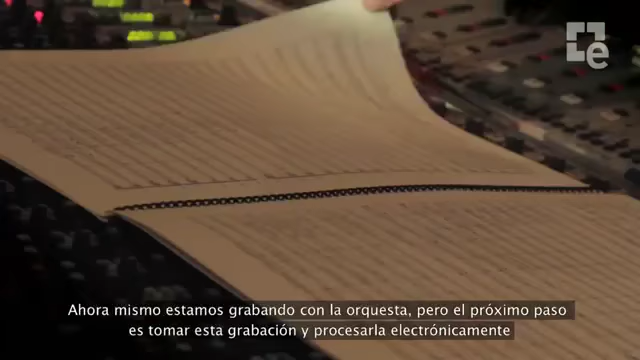 e
Ahora mismo estamos grabando con la orquesta, pero el próximo paso
es tomar esta grabación y procesarla electrónicamente